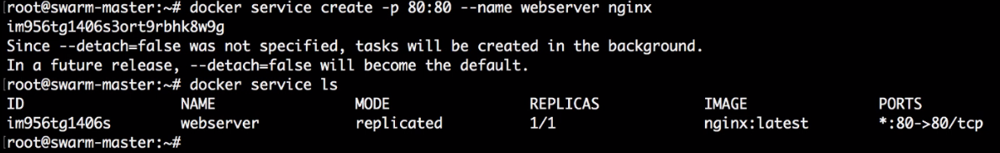 [root@swarm-master:~# docker service create -p 80:80 --name webserver nginx
im956tg1406s3ort9rbhk8w9g
Since --detach=false was not specified, tasks will be created in the background.
In a future release, --detach=false will become the default.
[root@swarm-master:~# docker service ls
ID NAME MODE REPLICAS IMAGE PORTS
im956tg1406s webserver replicated 1/1 nginx:latest *:80->80/tcp
[root@swarm-master:~#